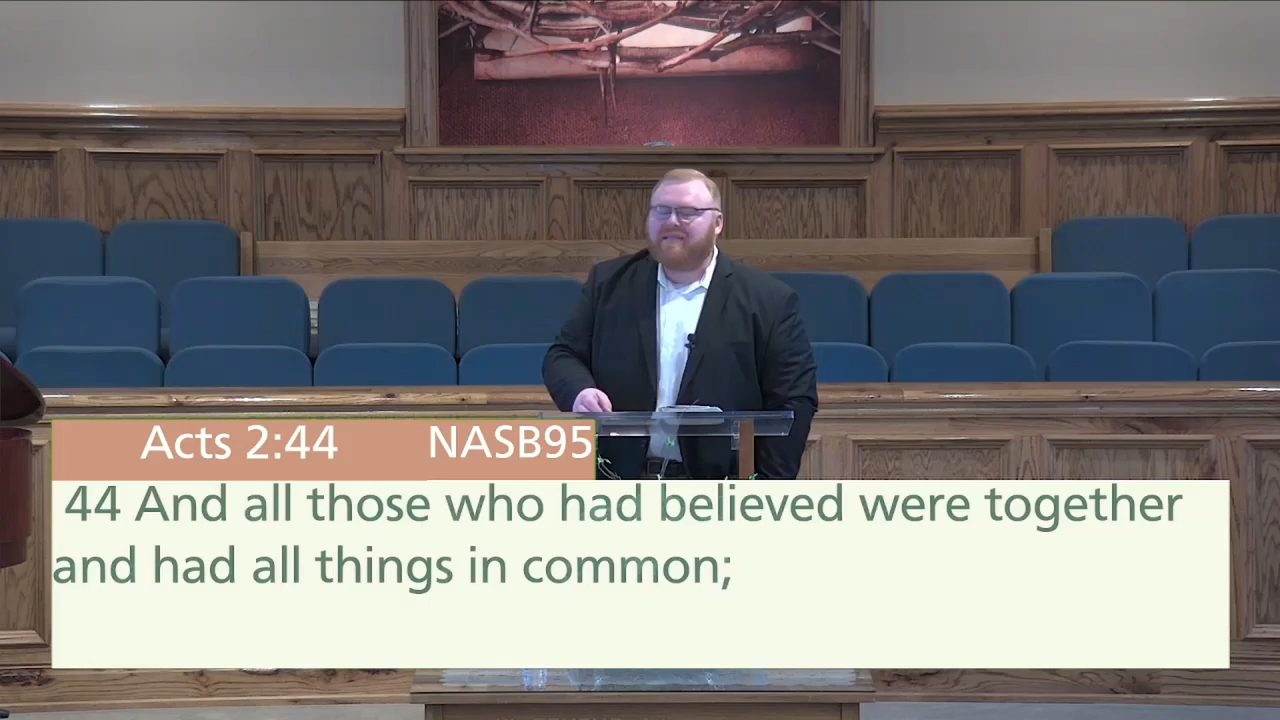 Acts 2:44 NASB95
44 And all those who had believed were together
and had all things in common;